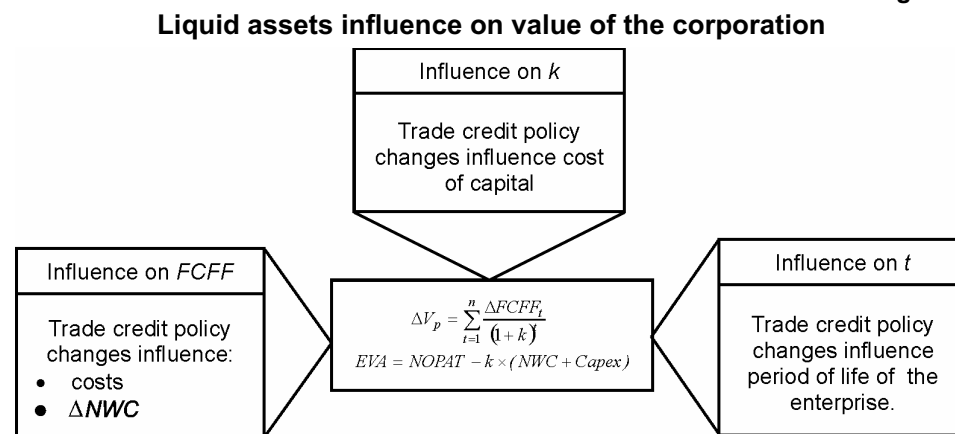 Liquid assets influence on value of the corporation
Influence on k
Trade credit policy
changes influence cost
of capital
Influence on FCFF
Trade credit policy
changes influence:
• costs
• ΔNWC
ΔV_p = \sum_{t=1}^{n} \frac{ΔFCFF_t}{(1+k)^t}
EVA = NOPAT − k × (NWC + Capex)
Influence on t
Trade credit policy
changes influence
period of life of the
enterprise.